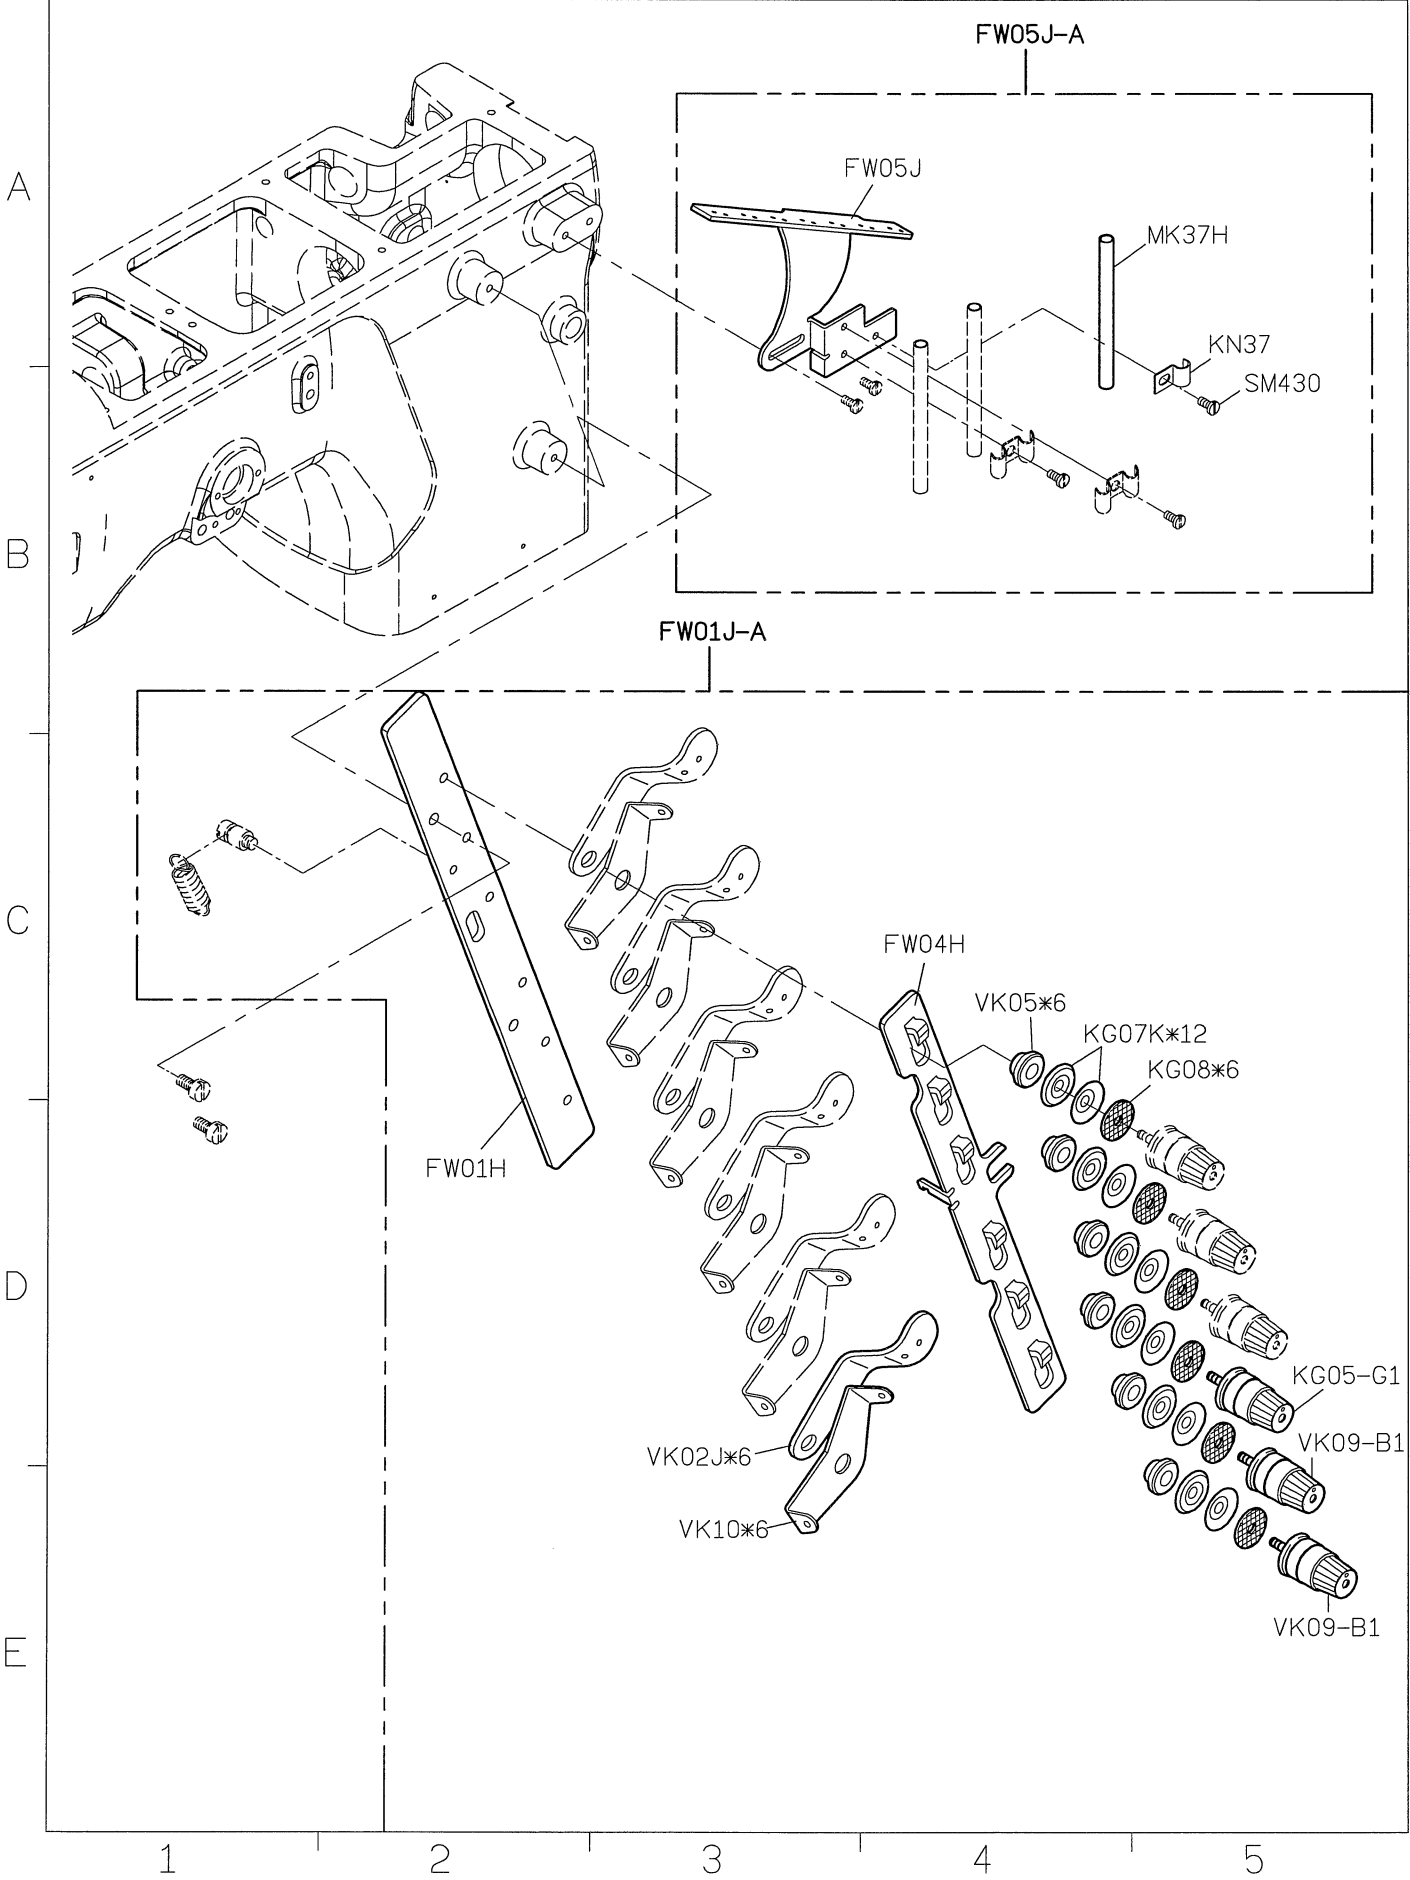 FW05J-A
A
FW05J
MK37H
KN37
SM430
B
FW01J-A
C
FW04H
VK05*6
KG07K*12
KG08*6
FW01H
D
KG05-G1
VK02J*6
VK09-B1
VK10*6
VK09-B1
E
1 2 3 4 5